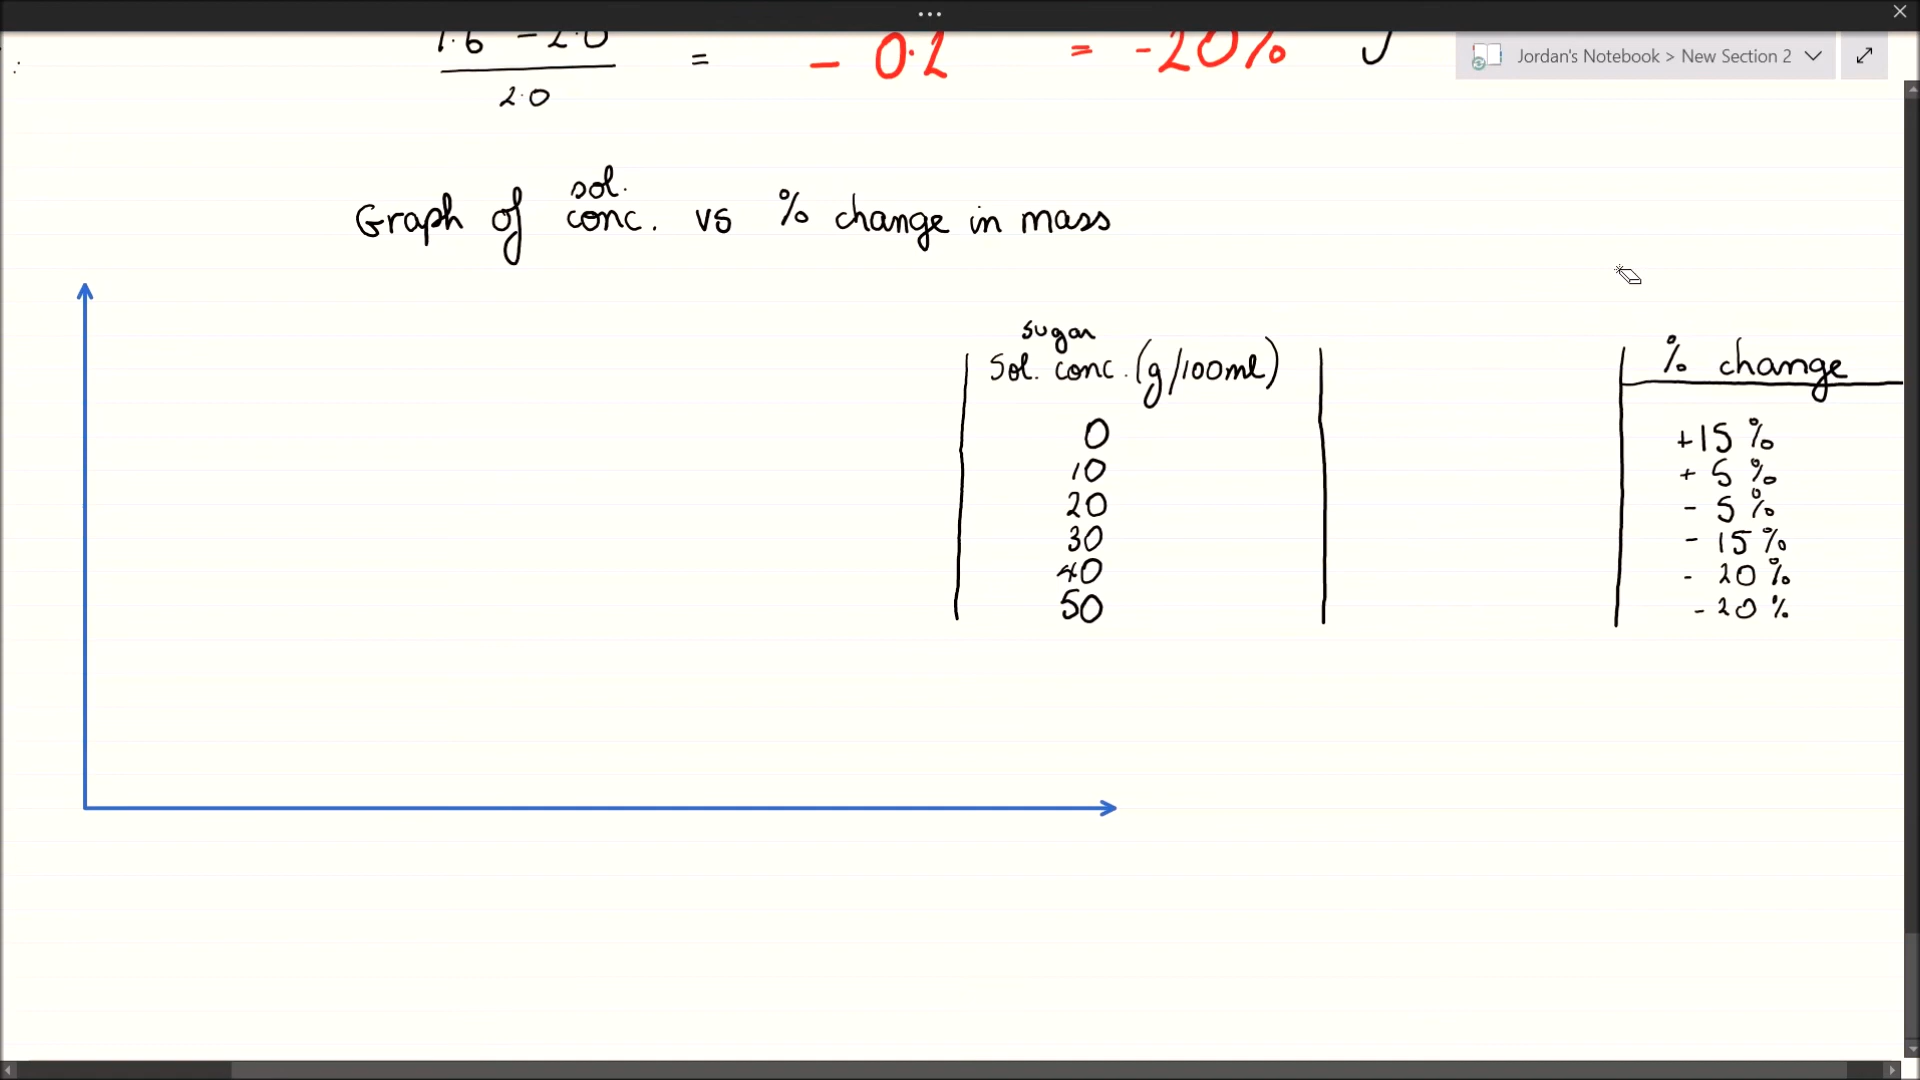 1.6 - 2.0 = - 0.2 = -20%
2.0
Jordan's Notebook > New Section 2
sol.
Graph of conc. vs % change in mass
sugar
Sol. conc. (g/100ml) % change
0 +15 %
10 + 5 %
20 - 5 %
30 - 15 %
40 - 20 %
50 - 20 %